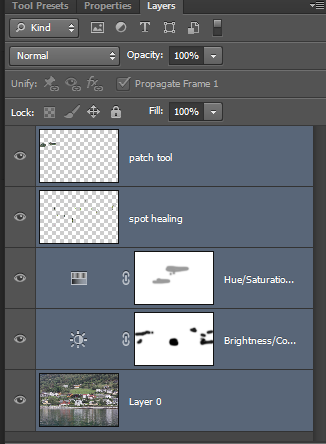 Tool Presets Properties Layers
Kind
Normal Opacity: 100%
Unify: Propagate Frame 1
Lock: Fill: 100%
patch tool
spot healing
Hue/Saturatio...
Brightness/Co...
Layer 0